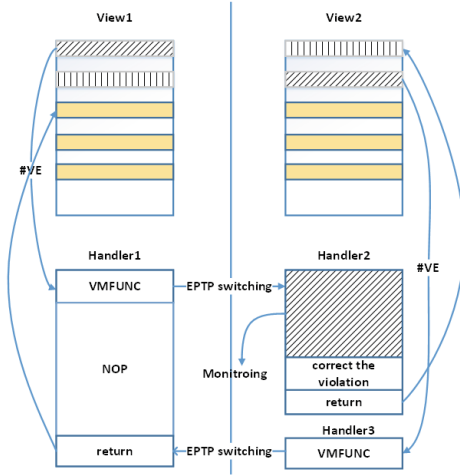 View1
View2
#VE
Handler1
Handler2
#VE
VMFUNC
EPTP switching
NOP
Monitroing
correct the
violation
return
Handler3
return
EPTP switching
VMFUNC